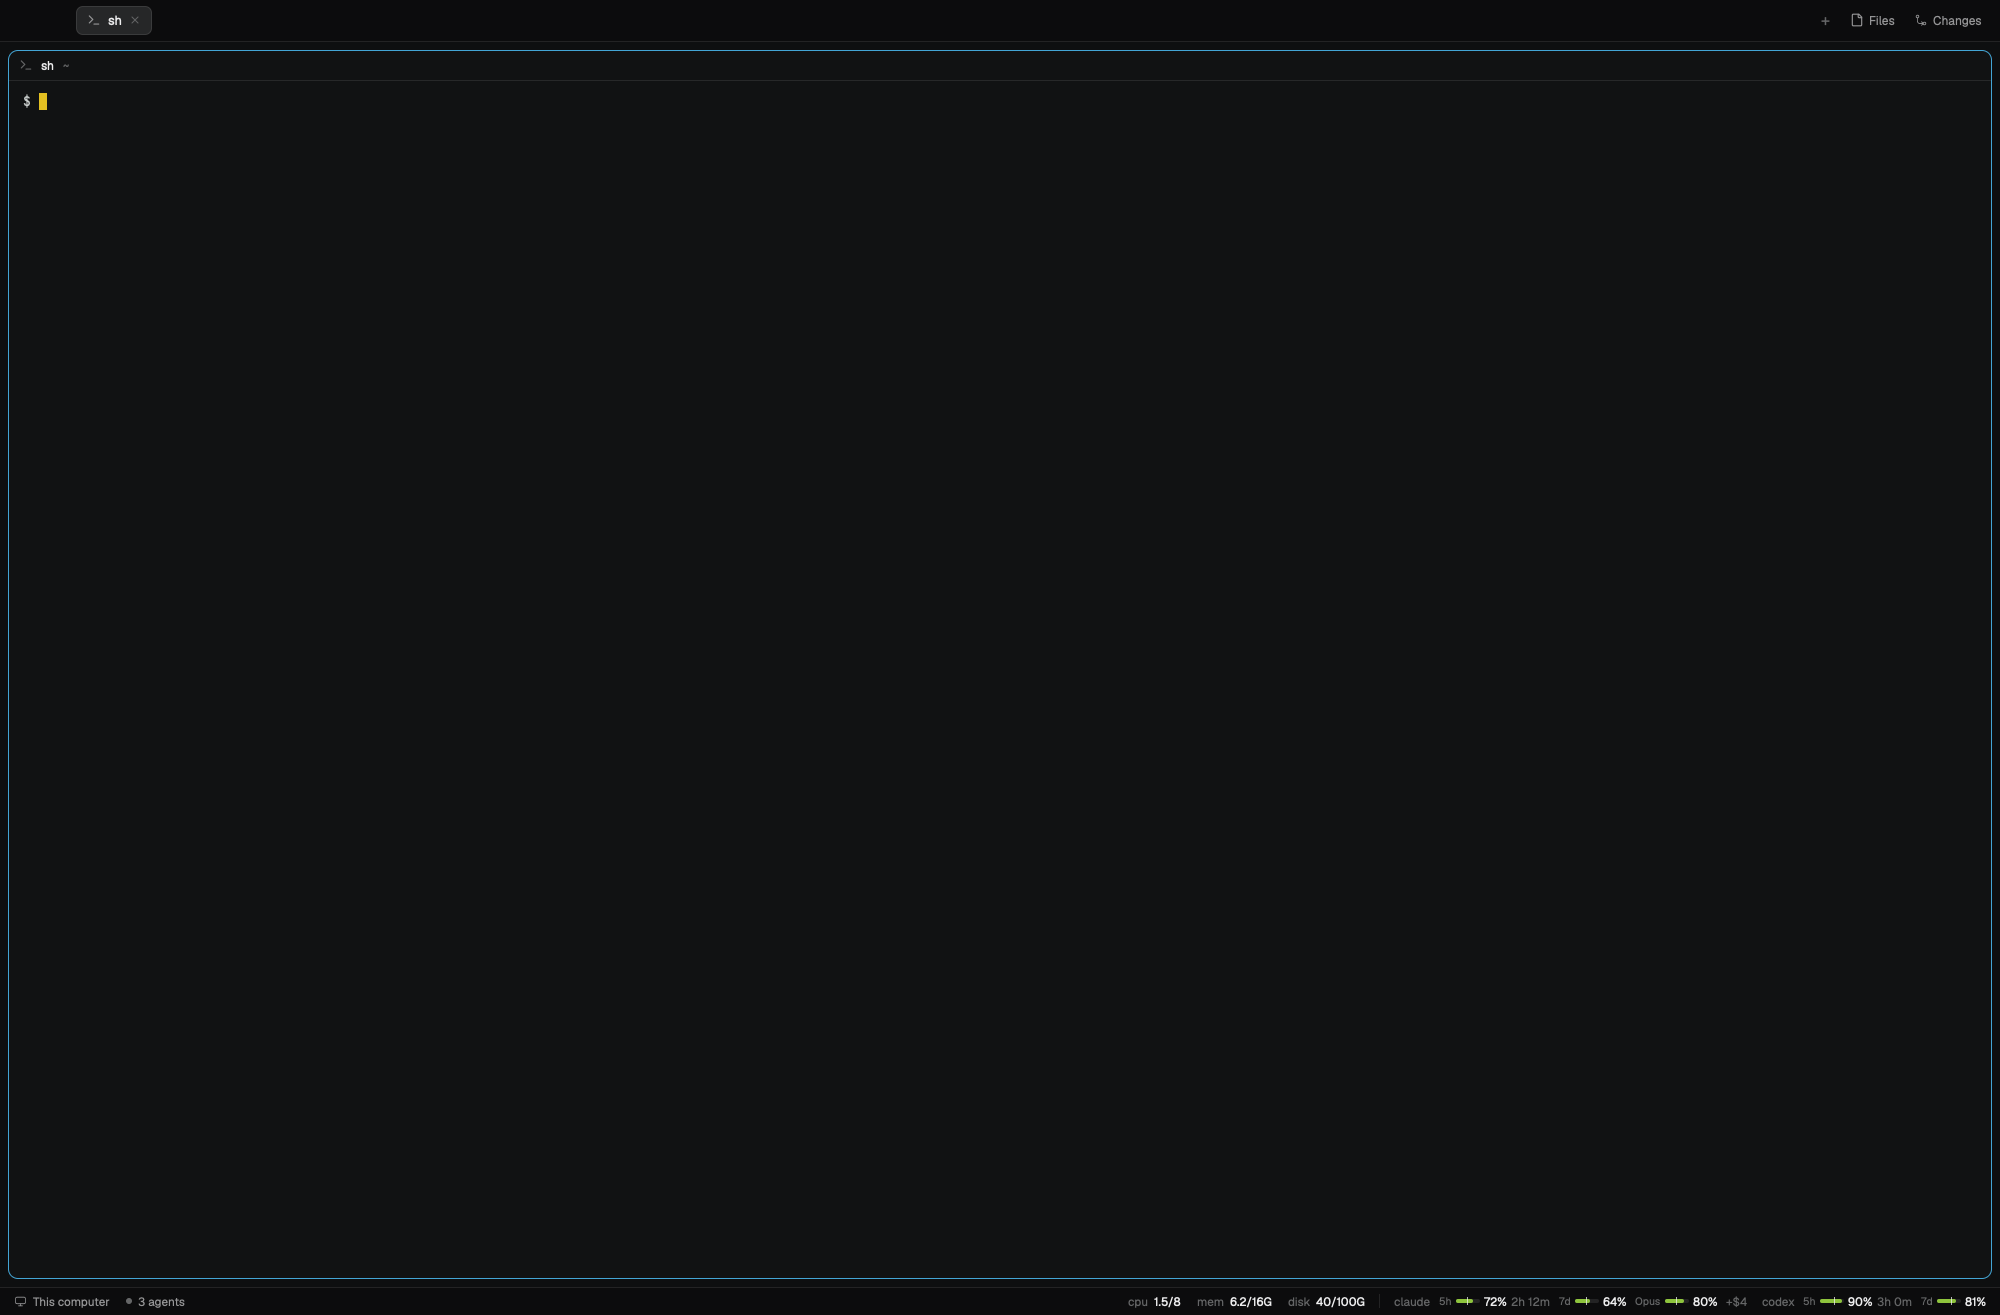 sh
+ Files Changes
sh ~
$
This computer 3 agents
cpu 1.5/8 mem 6.2/16G disk 40/100G claude 5h 72% 2h 12m 7d 64% Opus 80% +$4 codex 5h 90% 3h 0m 7d 81%